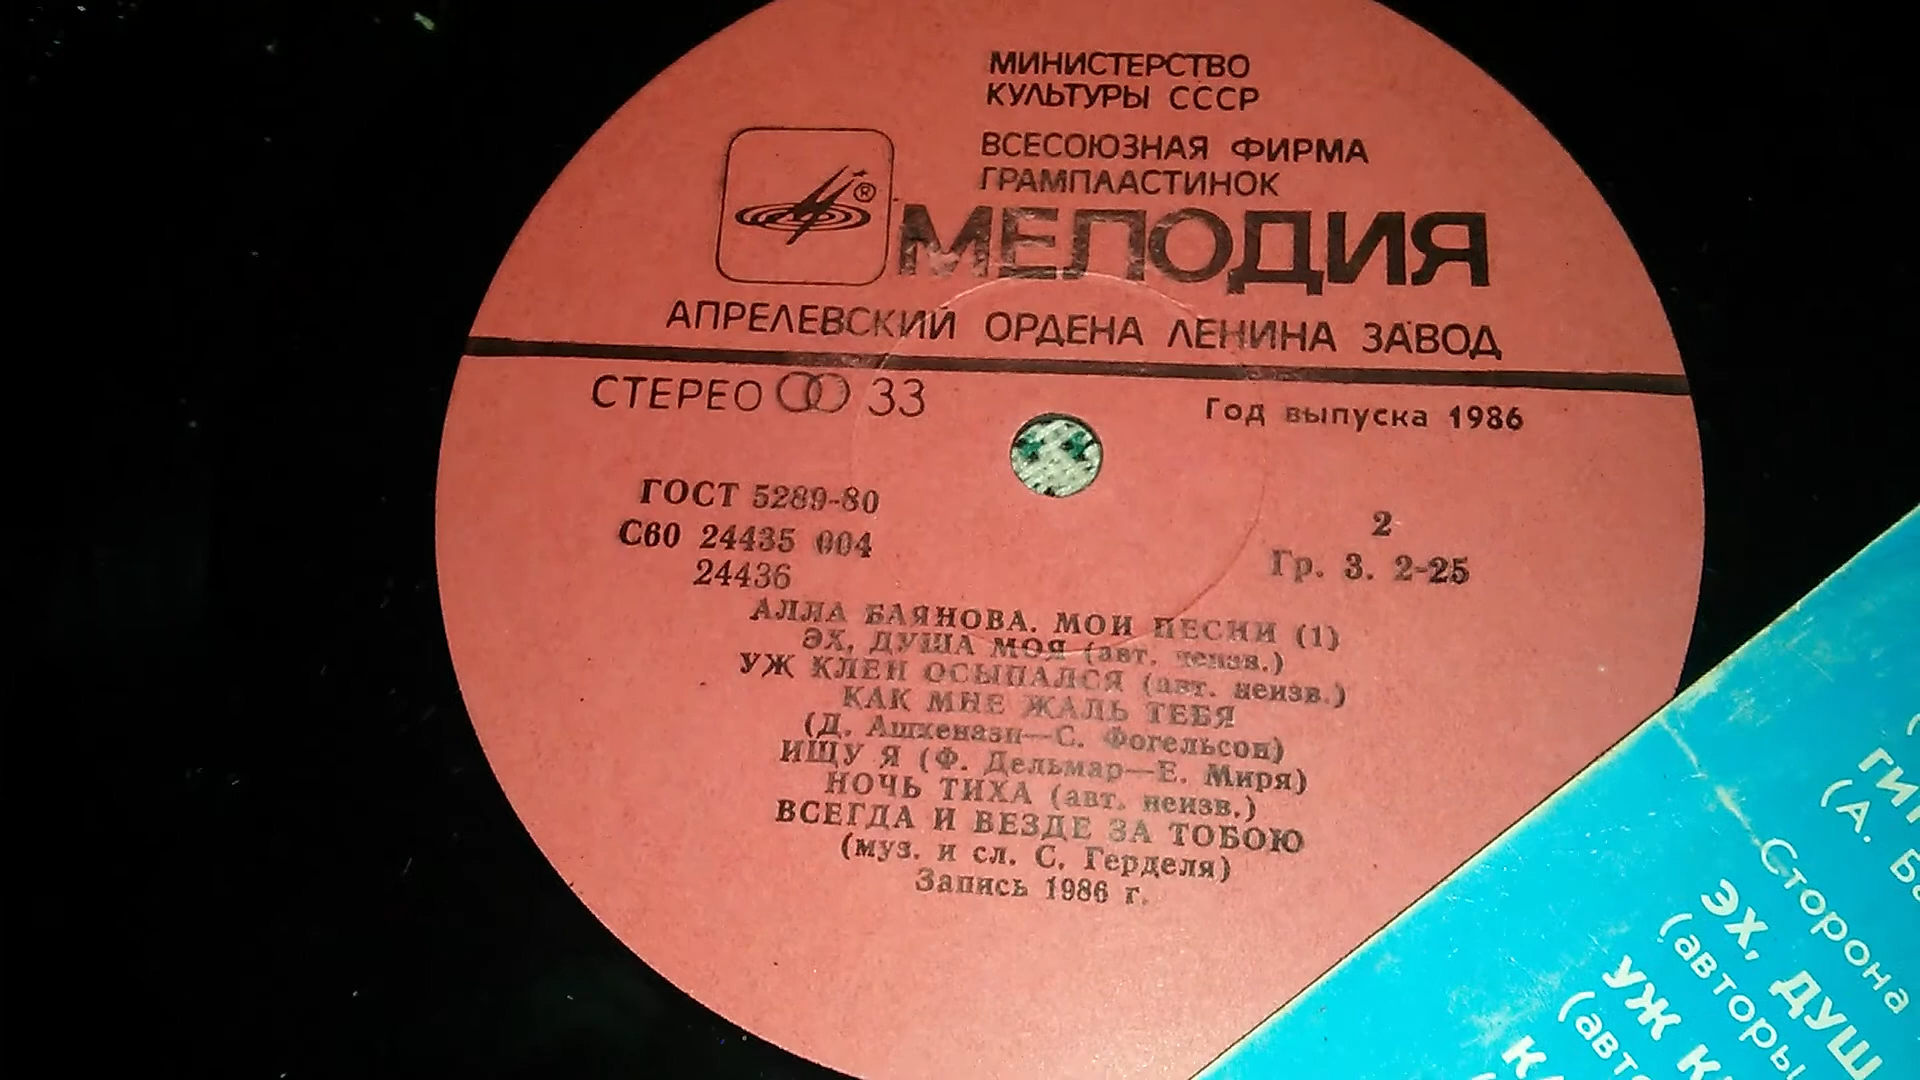 МИНИСТЕРСТВО
КУЛЬТУРЫ СССР
ВСЕСОЮЗНАЯ ФИРМА
ГРАМПЛАСТИНОК
®
МЕЛОДИЯ
АПРЕЛЕВСКИЙ ОРДЕНА ЛЕНИНА ЗАВОД
СТЕРЕО 33
Год выпуска 1986
ГОСТ 5289-80
С60 24435 004
24436
2
Гр. 3. 2-25
АЛЛА БАЯНОВА. МОИ ПЕСНИ (1)
ЭХ, ДУША МОЯ (авт. неизв.)
УЖ КЛЕН ОСЫПАЛСЯ (авт. неизв.)
КАК МНЕ ЖАЛЬ ТЕБЯ
(Д. Ашкенази—С. Фогельсон)
ИЩУ Я (Ф. Дельмар—Е. Миря)
НОЧЬ ТИХА (авт. неизв.)
ВСЕГДА И ВЕЗДЕ ЗА ТОБОЮ
(муз. и сл. С. Герделя)
Запись 1986 г.
Сторона
ЭХ,
(авторы
УЖ